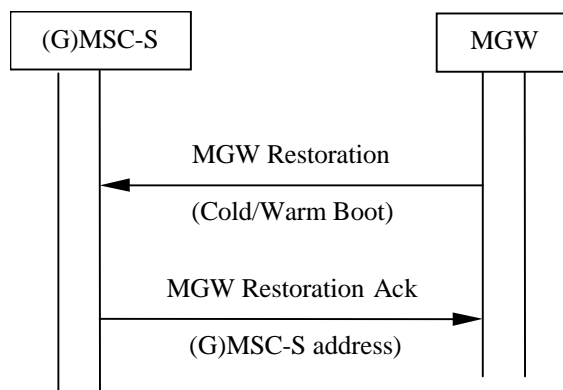 (G)MSC-S
MGW
MGW Restoration
(Cold/Warm Boot)
MGW Restoration Ack
(G)MSC-S address)